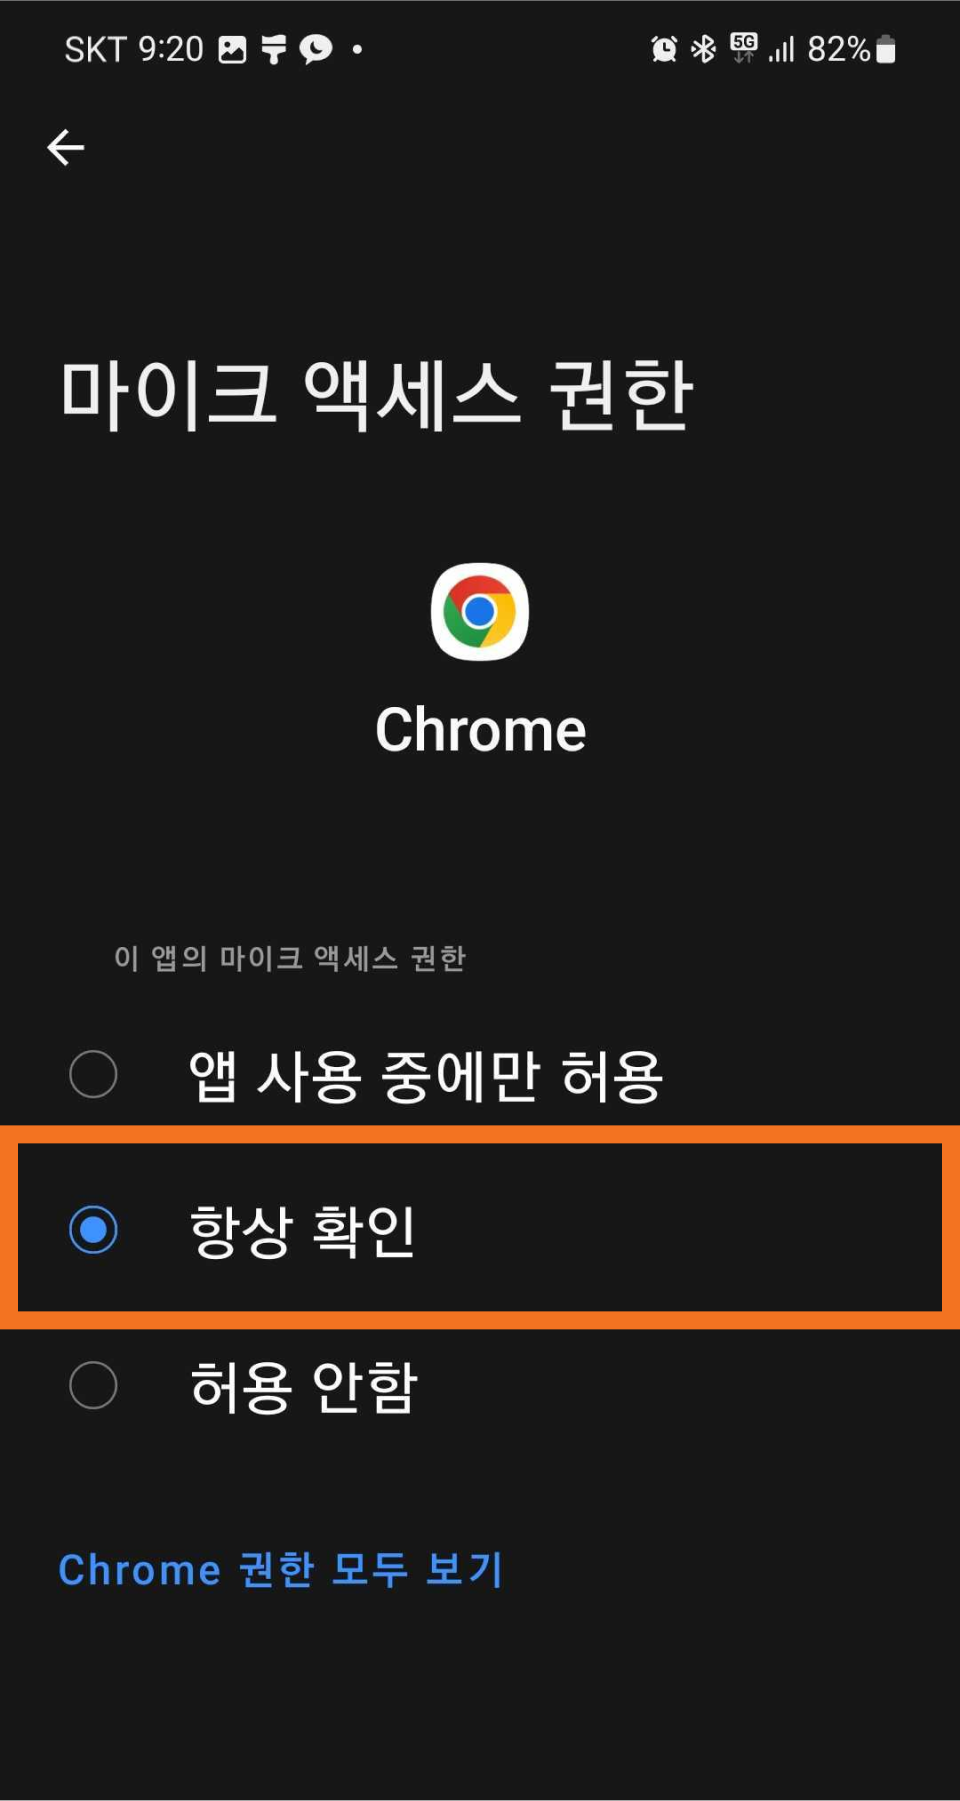 SKT 9:20 5G 82%
마이크 액세스 권한
Chrome
이 앱의 마이크 액세스 권한
앱 사용 중에만 허용
항상 확인
허용 안함
Chrome 권한 모두 보기